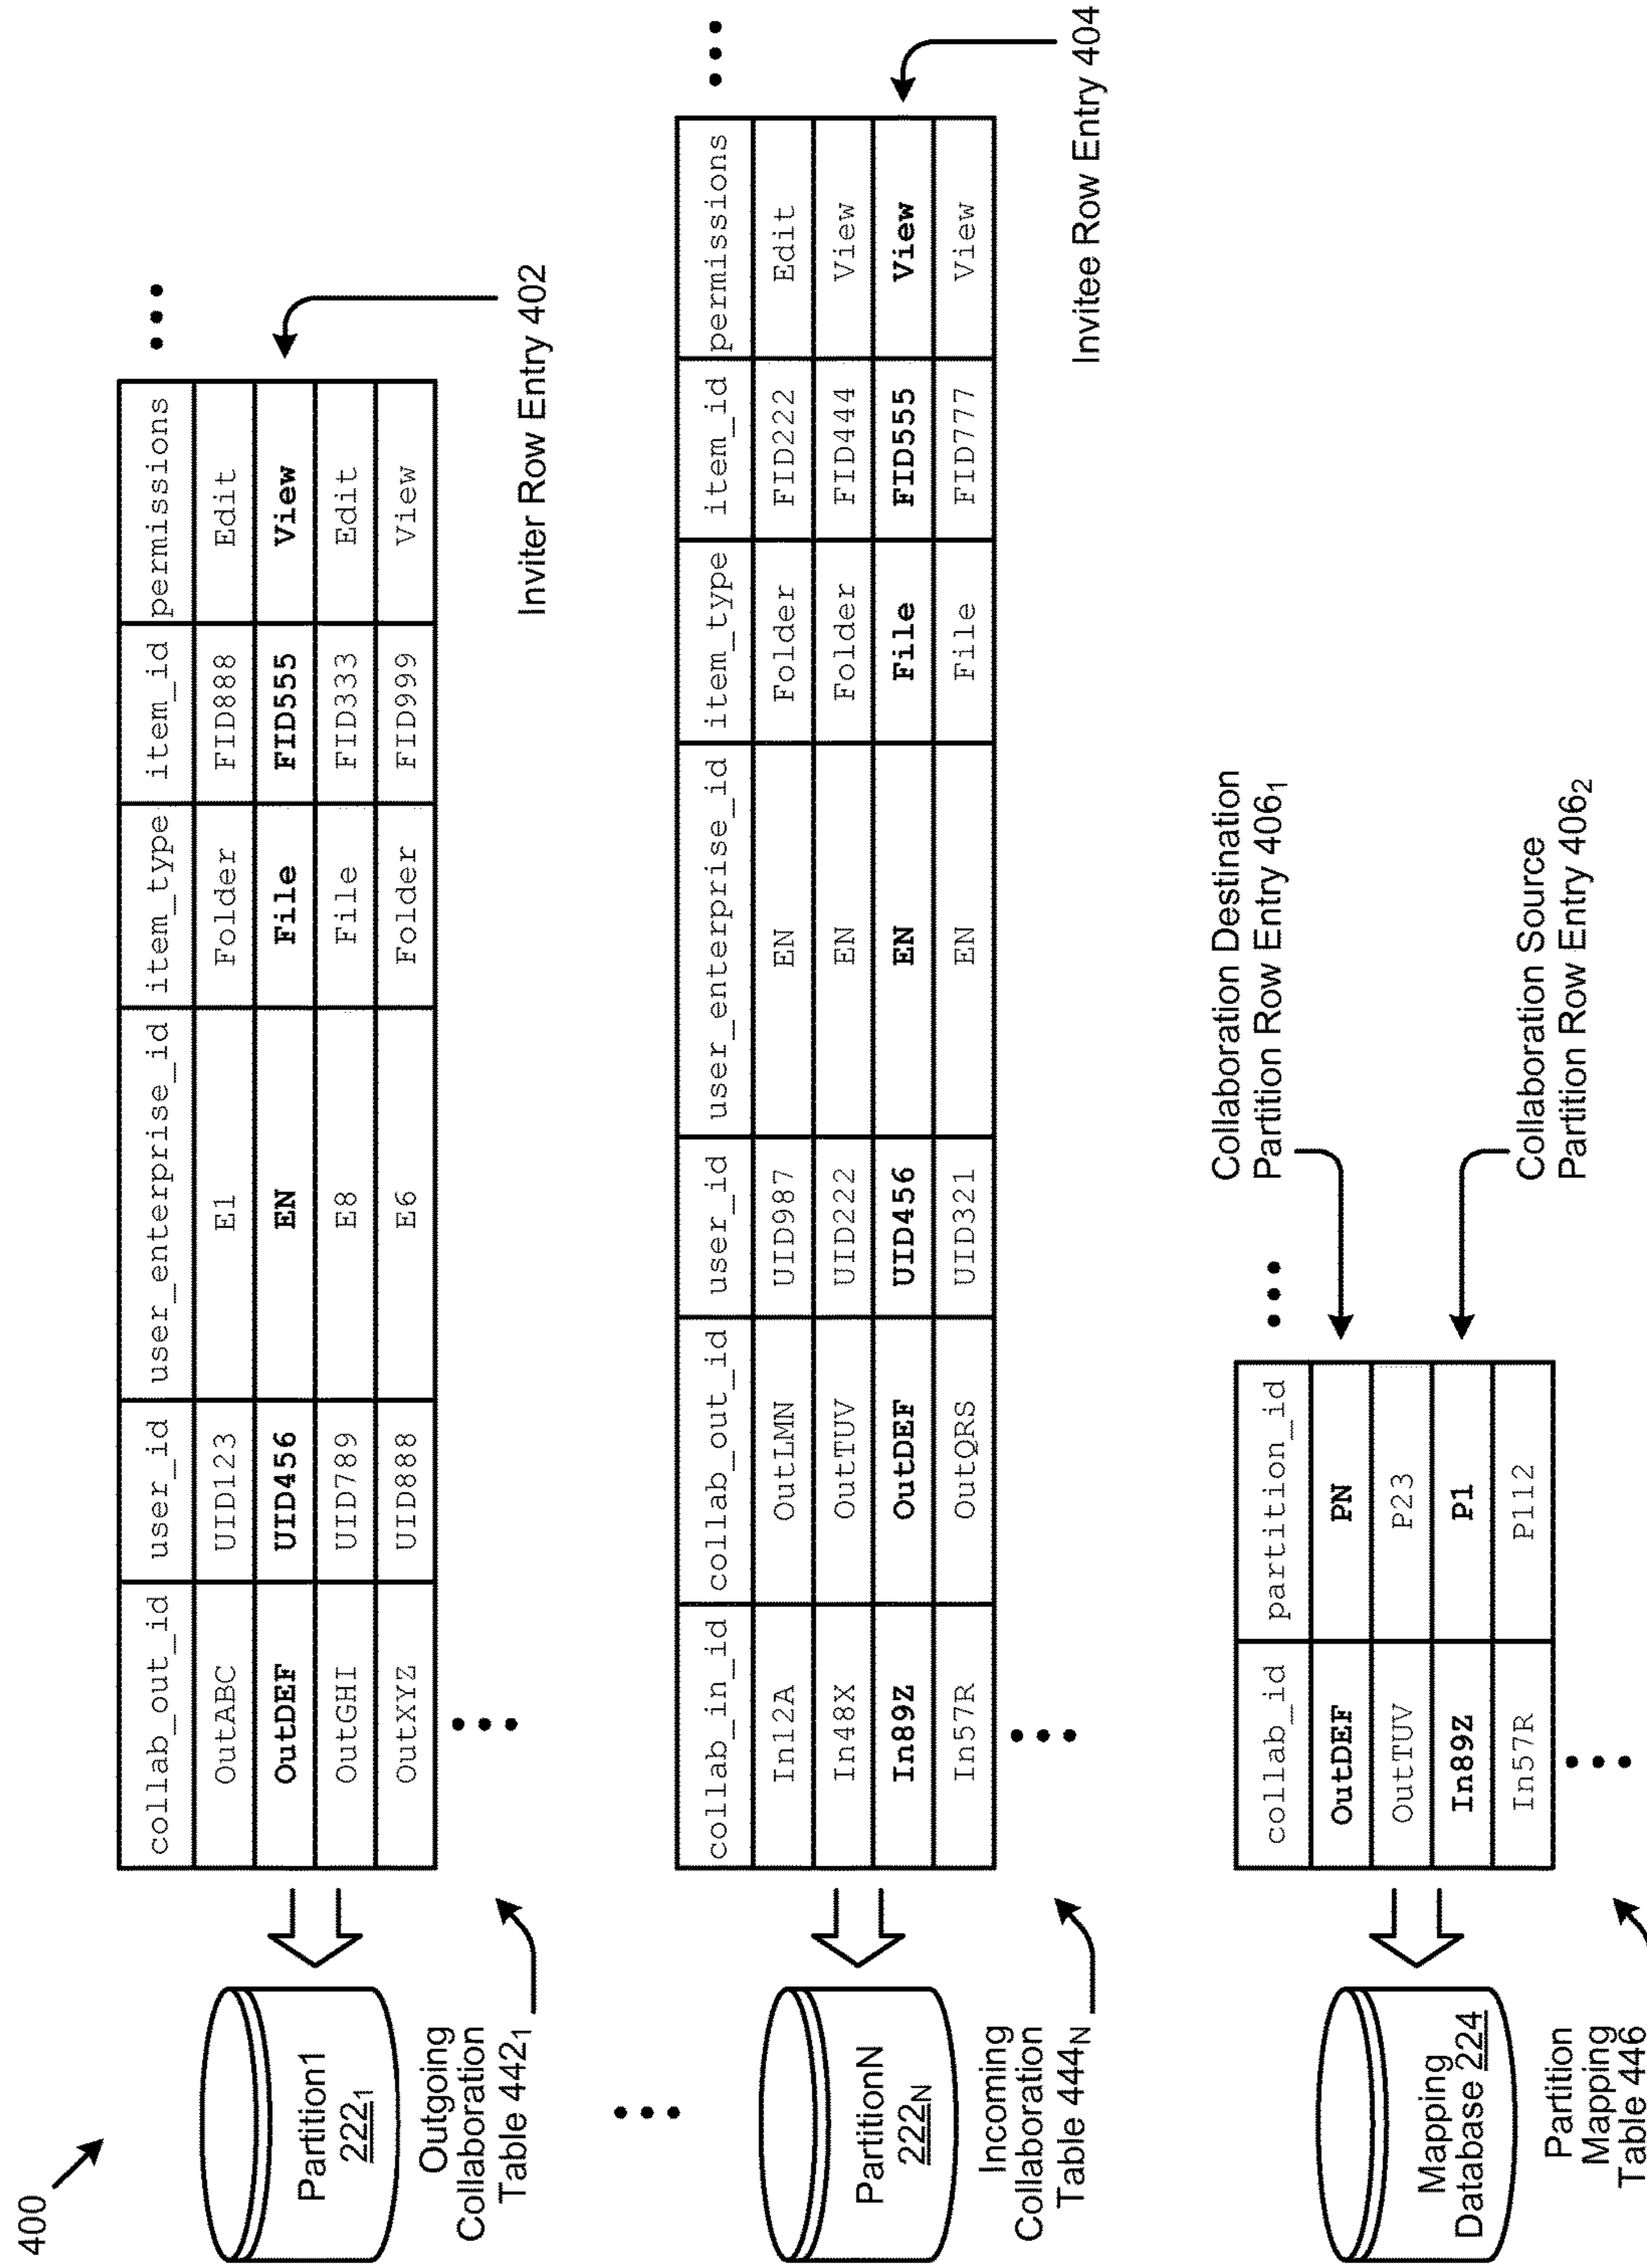 400
Partition1
222₁
Outgoing
Collaboration
Table 442₁
collab_out_id user_id user_enterprise_id item_type item_id permissions
OutABC UID123 E1 Folder FID888 Edit
OutDEF UID456 EN File FID555 View
OutGHI UID789 E8 File FID333 Edit
OutXYZ UID888 E6 Folder FID999 View
Inviter Row Entry 402
PartitionN
222N
Incoming
Collaboration
Table 444N
collab_in_id collab_out_id user_id user_enterprise_id item_type item_id permissions
In12A OutLMN UID987 EN Folder FID222 Edit
In48X OutTUV UID222 EN Folder FID444 View
In89Z OutDEF UID456 EN File FID555 View
In57R OutQRS UID321 EN File FID777 View
Invitee Row Entry 404
Mapping
Database 224
Partition
Mapping
Table 446
collab_id partition_id
OutDEF PN
OutTUV P23
In89Z P1
In57R P112
Collaboration Destination
Partition Row Entry 406₁
Collaboration Source
Partition Row Entry 406₂